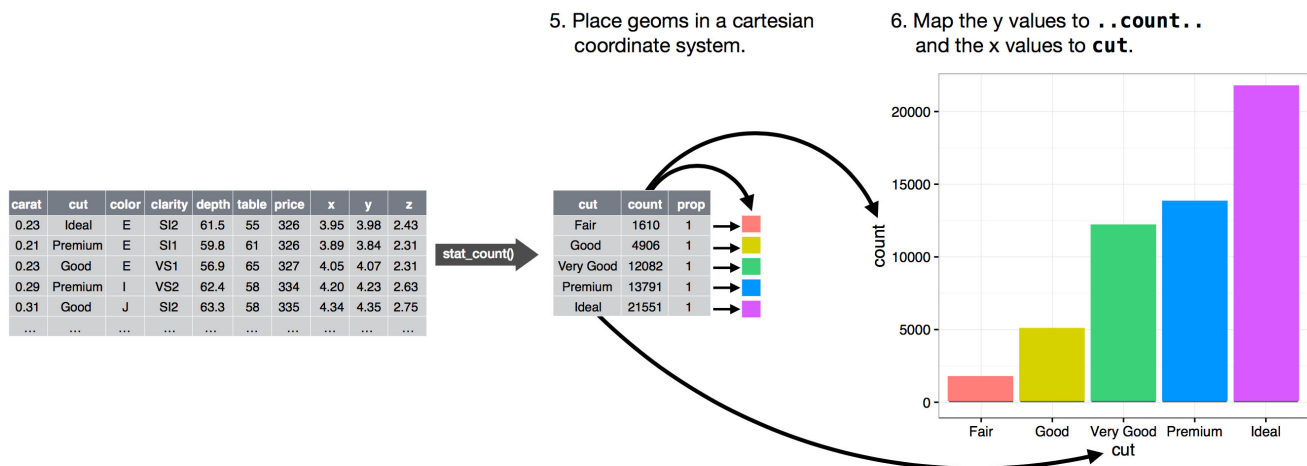 5. Place geoms in a cartesian
coordinate system.
6. Map the y values to ..count..
and the x values to cut.
carat cut color clarity depth table price x y z
0.23 Ideal E SI2 61.5 55 326 3.95 3.98 2.43
0.21 Premium E SI1 59.8 61 326 3.89 3.84 2.31
0.23 Good E VS1 56.9 65 327 4.05 4.07 2.31
0.29 Premium I VS2 62.4 58 334 4.20 4.23 2.63
0.31 Good J SI2 63.3 58 335 4.34 4.35 2.75
... ... ... ... ... ... ... ... ... ...
stat_count()
cut count prop
Fair 1610 1
Good 4906 1
Very Good 12082 1
Premium 13791 1
Ideal 21551 1
count
20000
15000
10000
5000
0
Fair Good Very Good Premium Ideal
cut